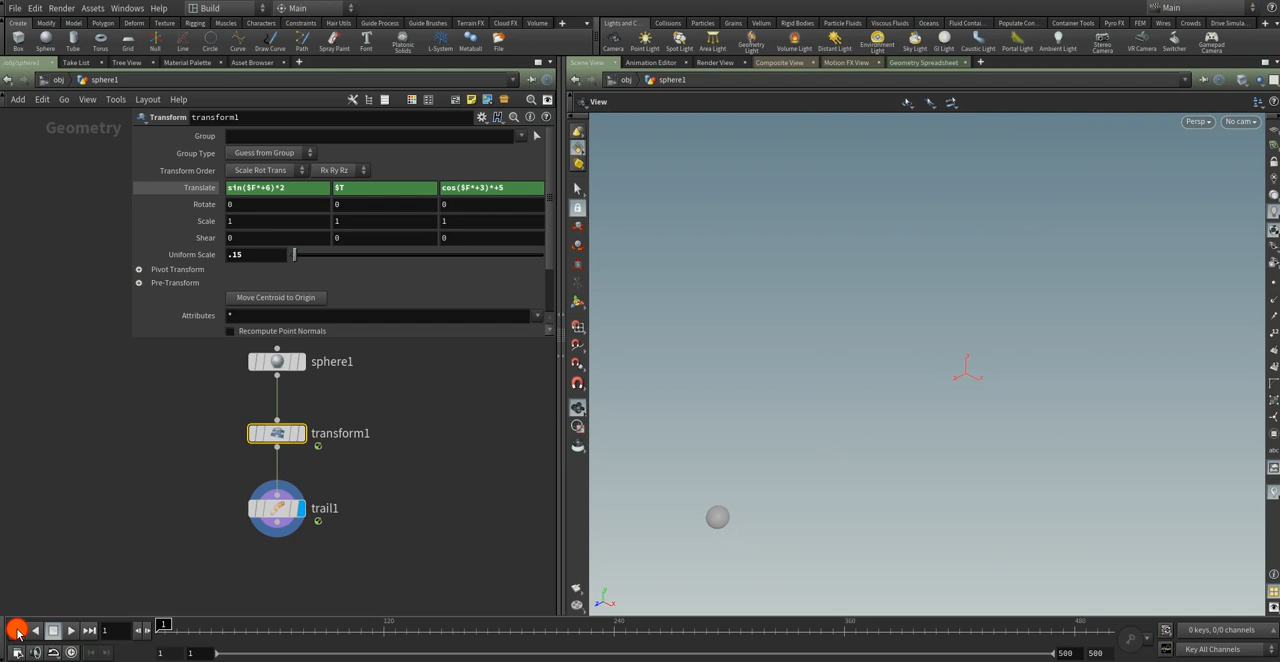 File Edit Render Assets Windows Help Build Main Main
Create Modify Model Polygon Deform Texture Rigging Muscles Characters Constraints Hair Utils Guide Process Guide Brushes Terrain FX Cloud FX Volume
Lights and C... Collisions Particles Grains Vellum Rigid Bodies Particle Fluids Viscous Fluids Oceans Fluid Contai... Populate Con... Container Tools Pyro FX FEM Wires Crowds Drive Simula...
Box Sphere Tube Torus Grid Null Line Circle Curve Draw Curve Path Spray Paint Font Platonic Solids L-System Metaball File
Camera Point Light Spot Light Area Light Geometry Light Volume Light Distant Light Environment Light Sky Light GI Light Caustic Light Portal Light Ambient Light Stereo Camera VR Camera Switcher Gamepad Camera
/obj/sphere1 Take List Tree View Material Palette Asset Browser
Scene View Animation Editor Render View Composite View Motion FX View Geometry Spreadsheet
obj sphere1
obj sphere1
Add Edit Go View Tools Layout Help
View
Geometry
Transform transform1
Persp No cam
Group
Group Type Guess from Group
Transform Order Scale Rot Trans Rx Ry Rz
Translate sin($F*+6)*2 $T cos($F*+3)*+5
Rotate 0 0 0
Scale 1 1 1
Shear 0 0 0
Uniform Scale .15
Pivot Transform
Pre-Transform
Move Centroid to Origin
Attributes *
Recompute Point Normals
sphere1
transform1
trail1
1 1 120 240 360 480
0 keys, 0/0 channels
1 1 500 500
Key All Channels